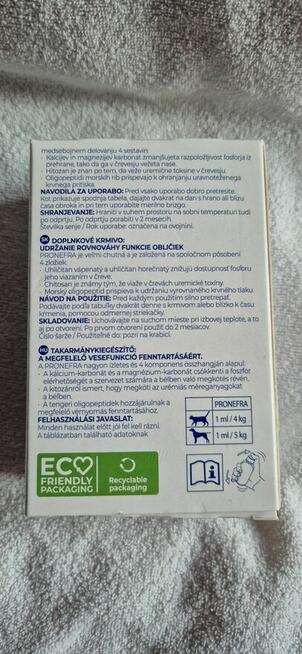 medsebojnem delovanju 4 sestavin:
- Kalcijev in magnezijev karbonat zmanjšujeta razpoložljivost fosforja iz
prehrane, tako da ga v črevesju vežeta nase.
- Hitozan je znan po tem, da veže uremične toksine v črevesju.
- Oligopeptidi morskih rib prispevajo k ohranjanju uravnoteženega
krvnega pritiska.
NAVODILA ZA UPORABO: Pred vsako uporabo dobro pretresite.
Kot prikazuje spodnja tabela, dajajte dvakrat na dan s hrano ali blizu
časa obroka in pri tem uporabite merilno brizgo.
SHRANJEVANJE: Hraniti v suhem prostoru na sobni temperaturi tudi
po odprtju. Po odprtju porabiti v 2 mesecih.
Številka serije / Rok uporabe: označena na ovojnini.
SK DOPLNKOVÉ KRMIVO:
UDRŽANIE ROVNOVÁHY FUNKCIE OBLIČIEK
PRONEFRA je veľmi chutná a je založená na spoločnom pôsobení
4 zložiek:
- Uhličitan vápenatý a uhličitan horečnatý znižujú dostupnosť fosforu
jeho viazaním v čreve.
- Chitosan je známy tým, že viaže v črevách uremické toxíny.
- Morský oligopeptid prispieva k udržaniu vyrovnaného krvného tlaku.
NÁVOD NA POUŽITIE: Pred každým použitím silno pretrepať.
Podávajte podľa tabuľky dvakrát denne s krmivom alebo blízko k času
kŕmenia, pomocou odmernej striekačky.
SKLADOVANIE: Uchovávajte na suchom mieste pri izbovej teplote, a to
aj po otvorení. Po prvom otvorení použiť do 2 mesiacov.
Číslo šarže / Použiteľné do: pozri na krabici.
HU TAKARMÁNYKIEGÉSZÍTŐ:
A MEGFELELŐ VESEFUNKCIÓ FENNTARTÁSÁÉRT.
A PRONEFRA nagyon ízletes és 4 komponens összhangján alapul:
- A kálcium-karbonát és a magnézium-karbonát csökkenti a foszfor
elérhetőségét a szervezet számára a bélben való megkötés révén.
- A kitozánról ismert, hogy megköti az urémiás méreganyagokat
a bélben.
- A tengeri oligopeptidek hozzájárulnak a
megfelelő vérnyomás fenntartásához.
FELHASZNÁLÁSI JAVASLAT:
Minden használat előtt jól fel kell rázni.
A táblázatban található adatoknak
PRONEFRA
1 ml / 4 kg
1 ml / 5 kg
ECO
FRIENDLY
PACKAGING
Recyclable
packaging